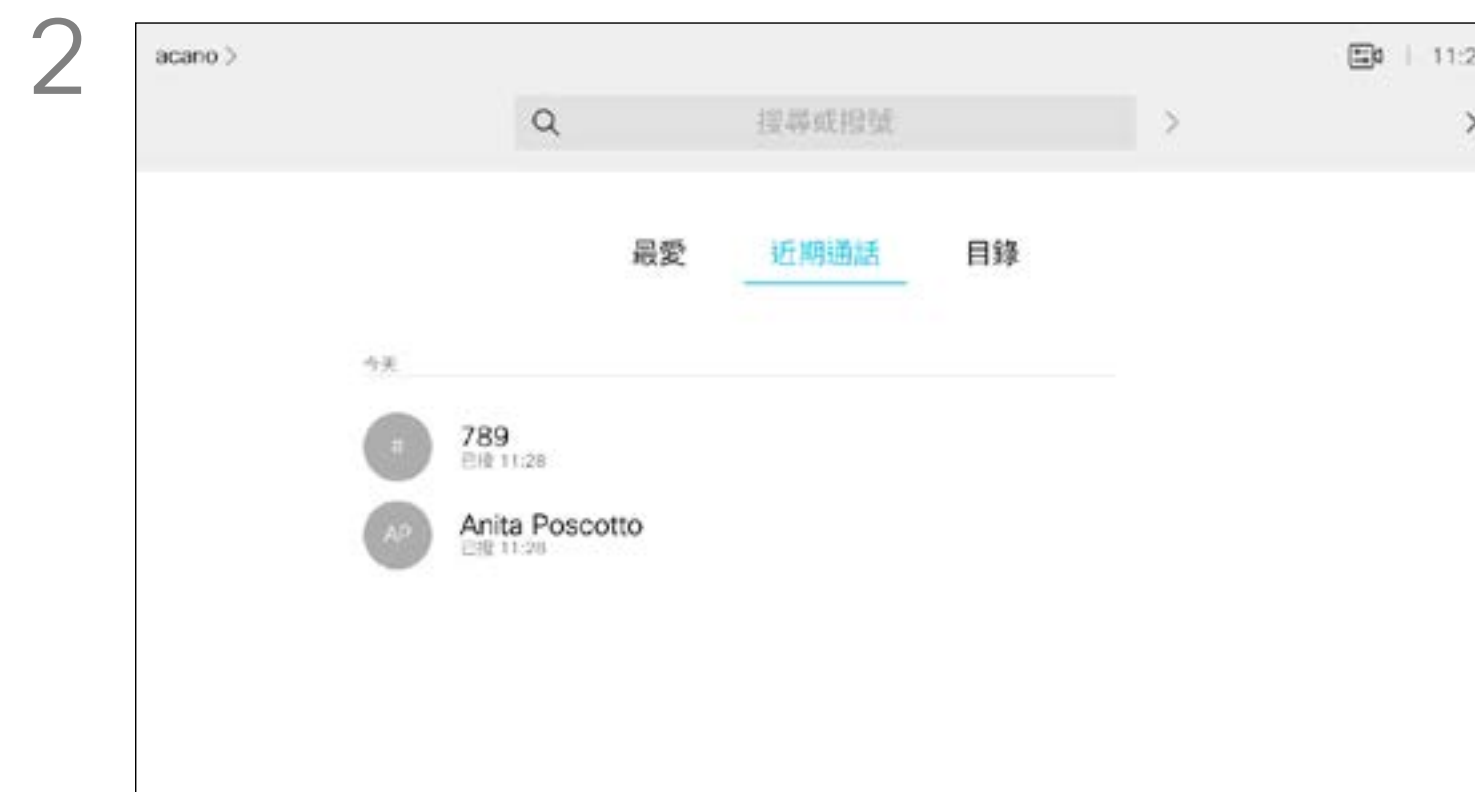 2
acano >
11:2
搜尋或撥號
最愛 近期通話 目錄
今天
#
789
已撥 11:28
AP
Anita Poscotto
已撥 11:28